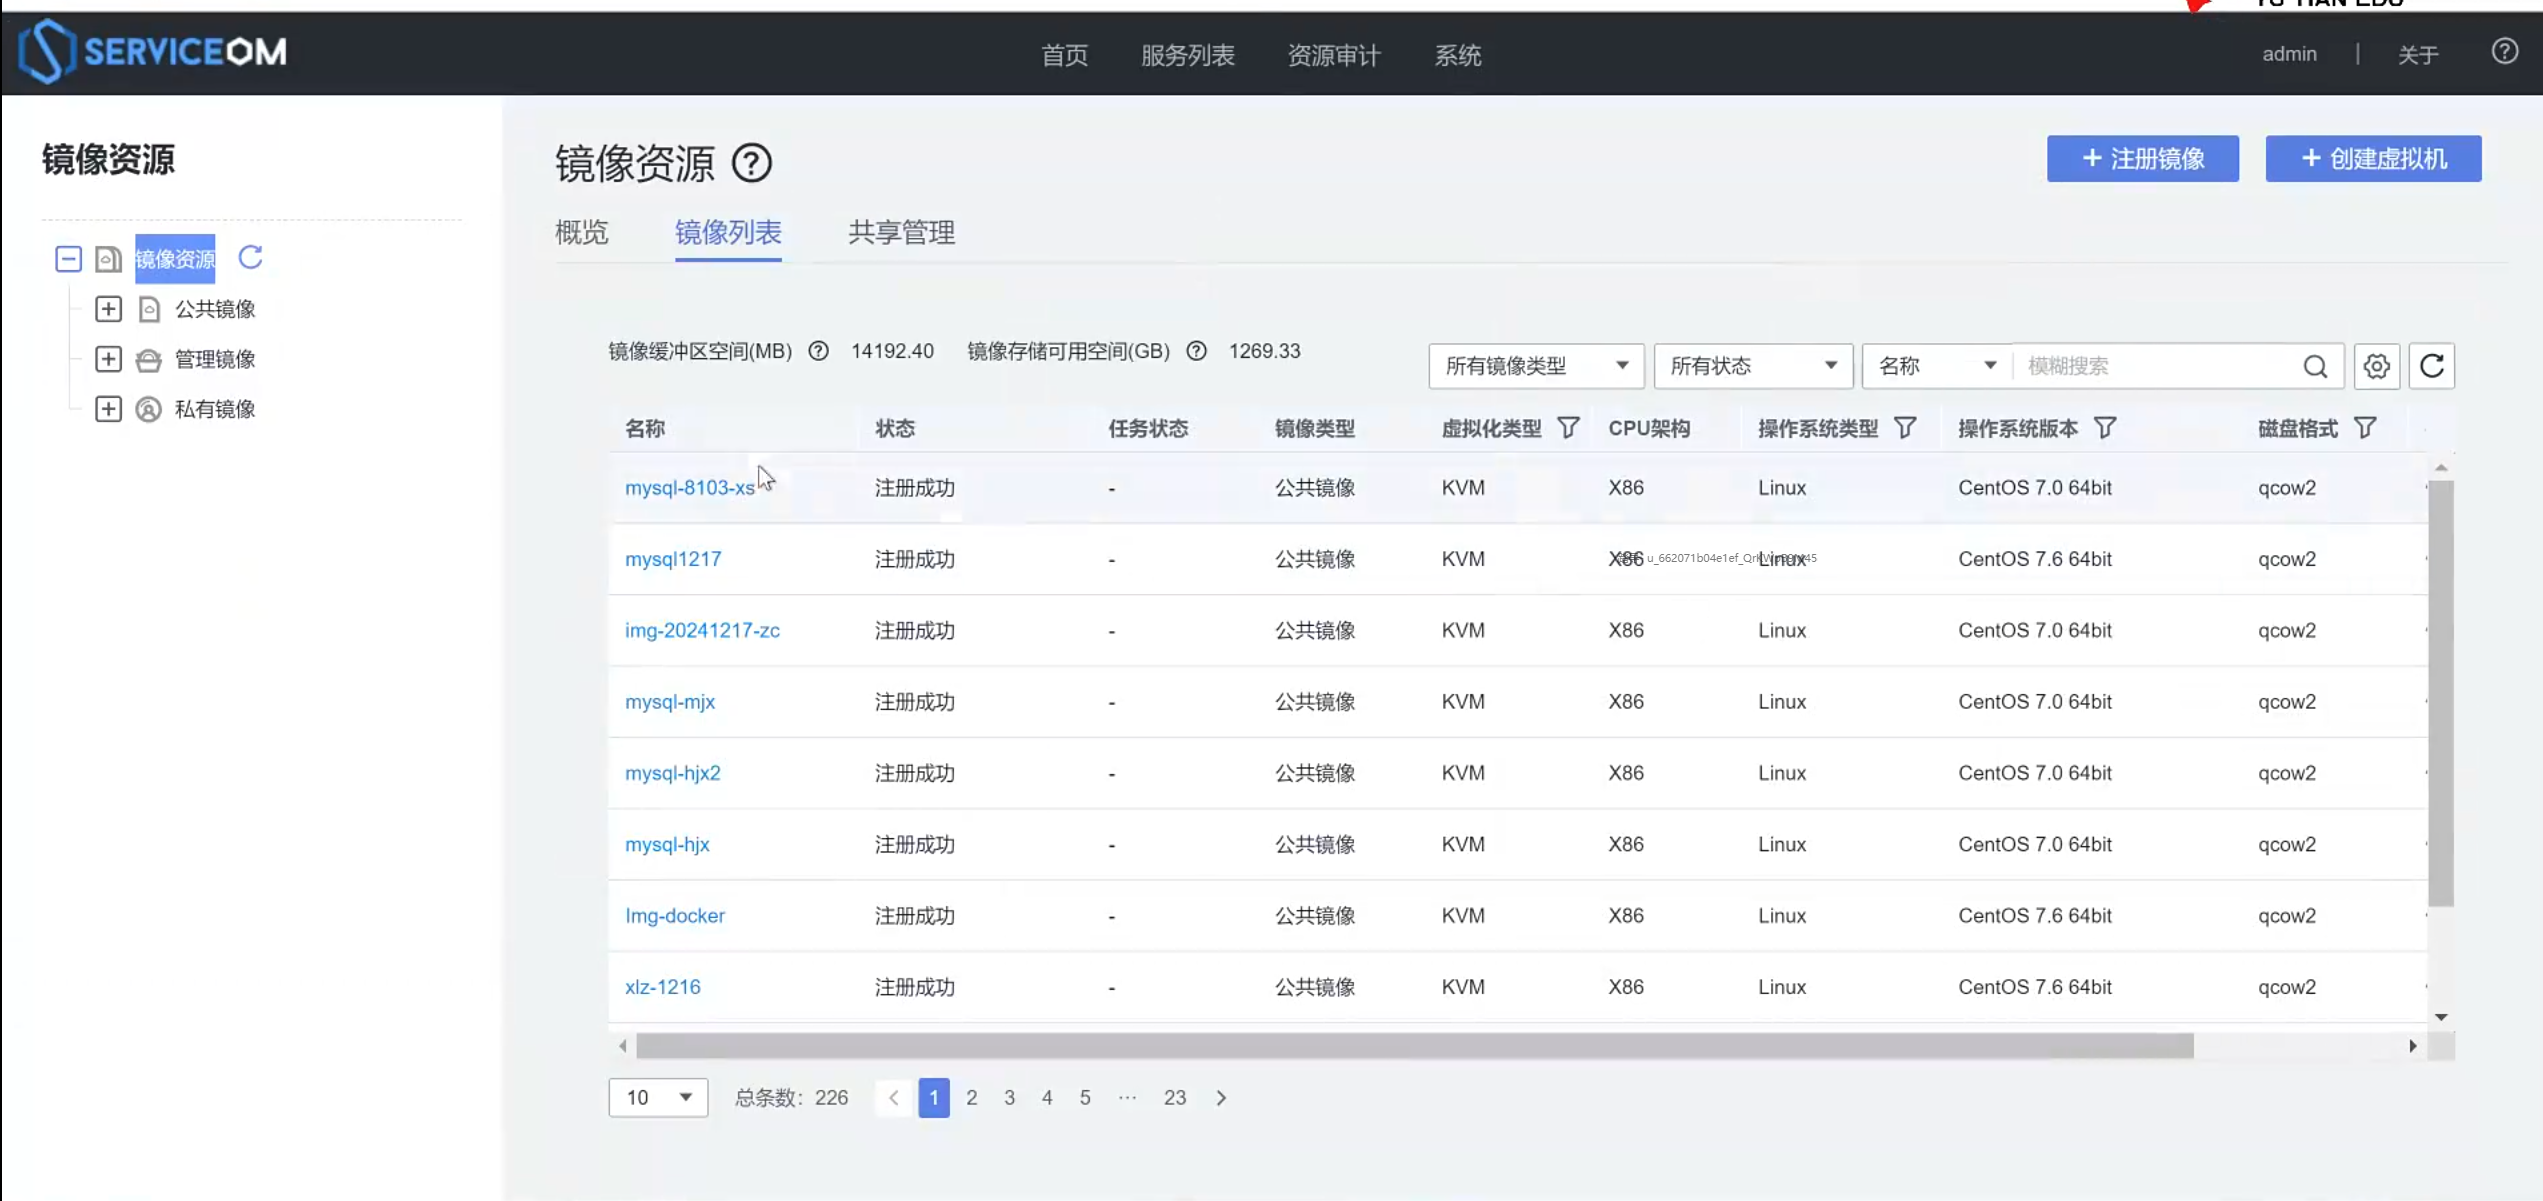 SERVICEOM
首页 服务列表 资源审计 系统
admin | 关于
镜像资源
镜像资源
公共镜像
管理镜像
私有镜像
镜像资源
+ 注册镜像 + 创建虚拟机
概览 镜像列表 共享管理
镜像缓冲区空间(MB) 14192.40 镜像存储可用空间(GB) 1269.33
所有镜像类型 所有状态 名称 模糊搜索
名称 状态 任务状态 镜像类型 虚拟化类型 CPU架构 操作系统类型 操作系统版本 磁盘格式
mysql-8103-xs 注册成功 - 公共镜像 KVM X86 Linux CentOS 7.0 64bit qcow2
mysql1217 注册成功 - 公共镜像 KVM X86 Linux CentOS 7.6 64bit qcow2
img-20241217-zc 注册成功 - 公共镜像 KVM X86 Linux CentOS 7.0 64bit qcow2
mysql-mjx 注册成功 - 公共镜像 KVM X86 Linux CentOS 7.0 64bit qcow2
mysql-hjx2 注册成功 - 公共镜像 KVM X86 Linux CentOS 7.0 64bit qcow2
mysql-hjx 注册成功 - 公共镜像 KVM X86 Linux CentOS 7.0 64bit qcow2
Img-docker 注册成功 - 公共镜像 KVM X86 Linux CentOS 7.6 64bit qcow2
xlz-1216 注册成功 - 公共镜像 KVM X86 Linux CentOS 7.6 64bit qcow2
10 总条数: 226 < 1 2 3 4 5 ··· 23 >